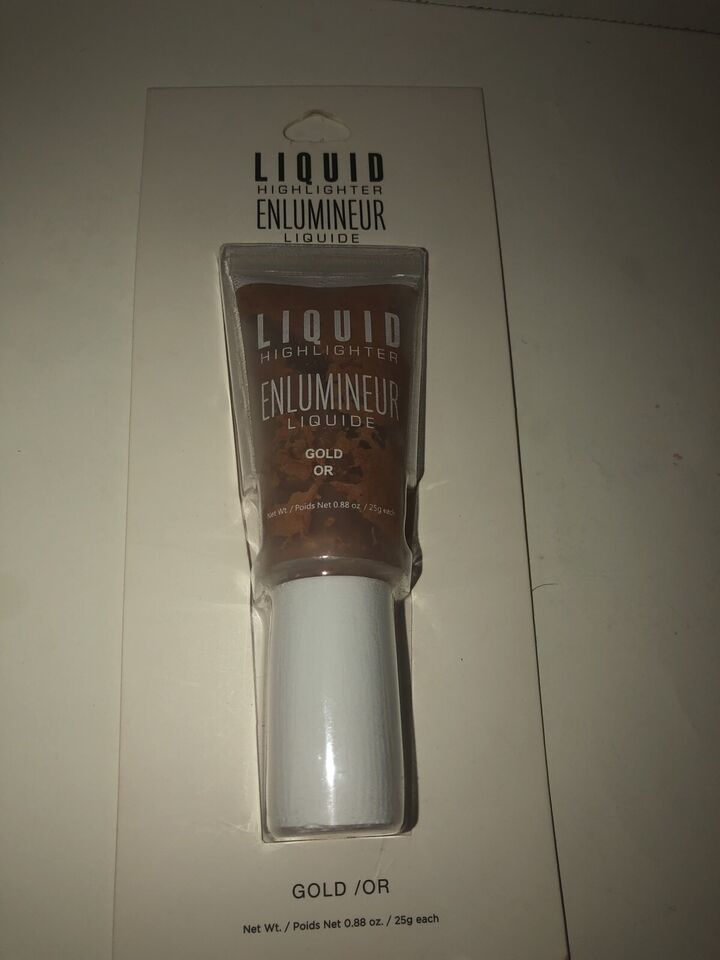 LIQUID
HIGHLIGHTER
ENLUMINEUR
LIQUIDE
LIQUID
HIGHLIGHTER
ENLUMINEUR
LIQUIDE
GOLD
OR
Net Wt. / Poids Net 0.88 oz / 25g each
GOLD /OR
Net Wt. / Poids Net 0.88 oz. / 25g each